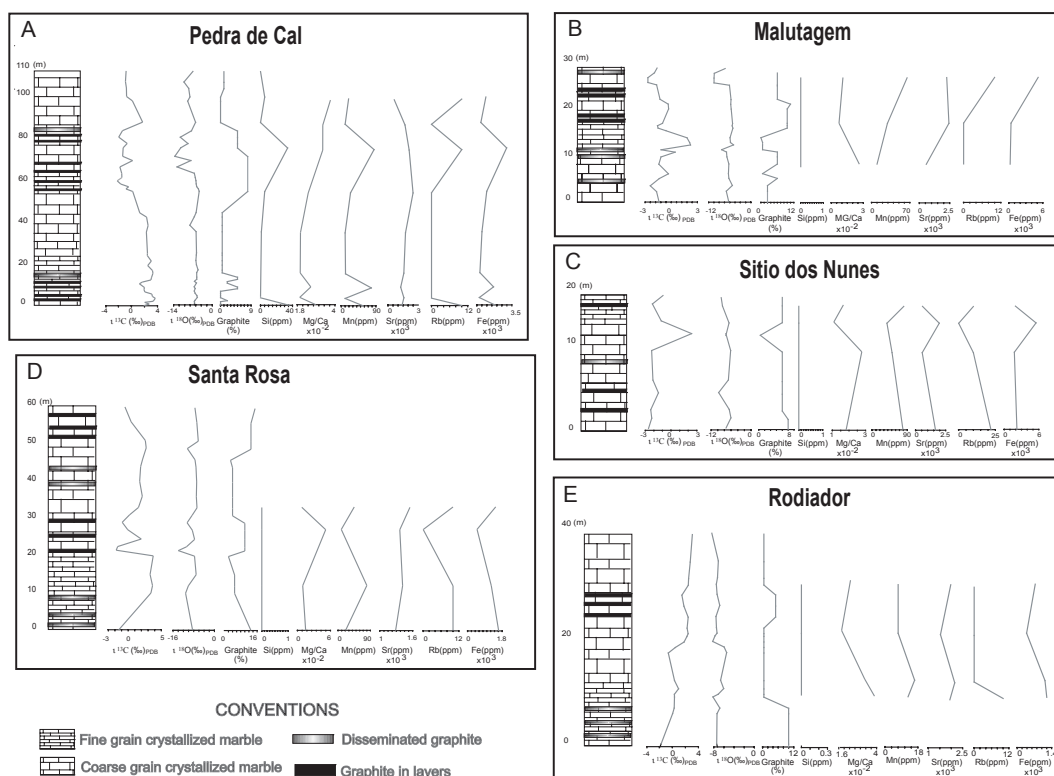 A
Pedra de Cal
110 (m)
100
80
60
40
20
0
-4 4
ι ¹³C (‰)PDB
-16 0
ι ¹⁸O(‰)PDB
0 9
Graphite
(%)
0 40
Si(ppm)
1.8 4
Mg/Ca
x10⁻²
0 90
Mn(ppm)
0 3
Sr(ppm)
x10³
0 12
Rb(ppm)
0 3.5
Fe(ppm)
x10³
B
Malutagem
30 (m)
20
10
0
-3 3
ι ¹³C (‰)PDB
-12 0
ι ¹⁸O(‰)PDB
0 12
Graphite
(%)
0 1
Si(ppm)
0 3
MG/Ca
x10⁻²
0 70
Mn(ppm)
0 2.5
Sr(ppm)
x10³
0 12
Rb(ppm)
0 6
Fe(ppm)
x10³
C
Sitio dos Nunes
20 (m)
10
0
-3 3
ι ¹³C (‰)PDB
-12 0
ι ¹⁸O(‰)PDB
0 8
Graphite
(%)
0 1
Si(ppm)
1 3
Mg/Ca
x10⁻²
0 90
Mn(ppm)
0 2.5
Sr(ppm)
x10³
0 25
Rb(ppm)
0 6
Fe(ppm)
x10³
D
Santa Rosa
60 (m)
50
40
30
20
10
0
-3 5
ι ¹³C (‰)PDB
-16 0
ι ¹⁸O(‰)PDB
0 16
Graphite
(%)
0 1
Si(ppm)
0 6
Mg/Ca
x10⁻²
0 90
Mn(ppm)
1 1.6
Sr(ppm)
x10³
0 12
Rb(ppm)
0 1.8
Fe(ppm)
x10³
E
Rodiador
40 (m)
20
0
-4 0 4
ι ¹³C (‰)PDB
-8 0
ι ¹⁸O(‰)PDB
0 12
Graphite
(%)
0 0.3
Si(ppm)
1.6 4
Mg/Ca
x10⁻²
0 18
Mn(ppm)
1 2.5
Sr(ppm)
x10³
0 12
Rb(ppm)
0 1.4
Fe(ppm)
x10³
CONVENTIONS
Fine grain crystallized marble
Disseminated graphite
Coarse grain crystallized marble
Graphite in layers